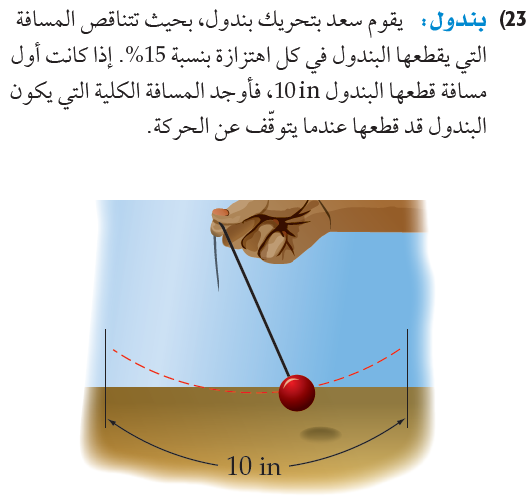 23) بندول: يقوم سعد بتحريك بندول، بحيث تتناقص المسافة
التي يقطعها البندول في كل اهتزازة بنسبة 15%. إذا كانت أول
مسافة قطعها البندول 10 in، فأوجد المسافة الكلية التي يكون
البندول قد قطعها عندما يتوقّف عن الحركة.
10 in